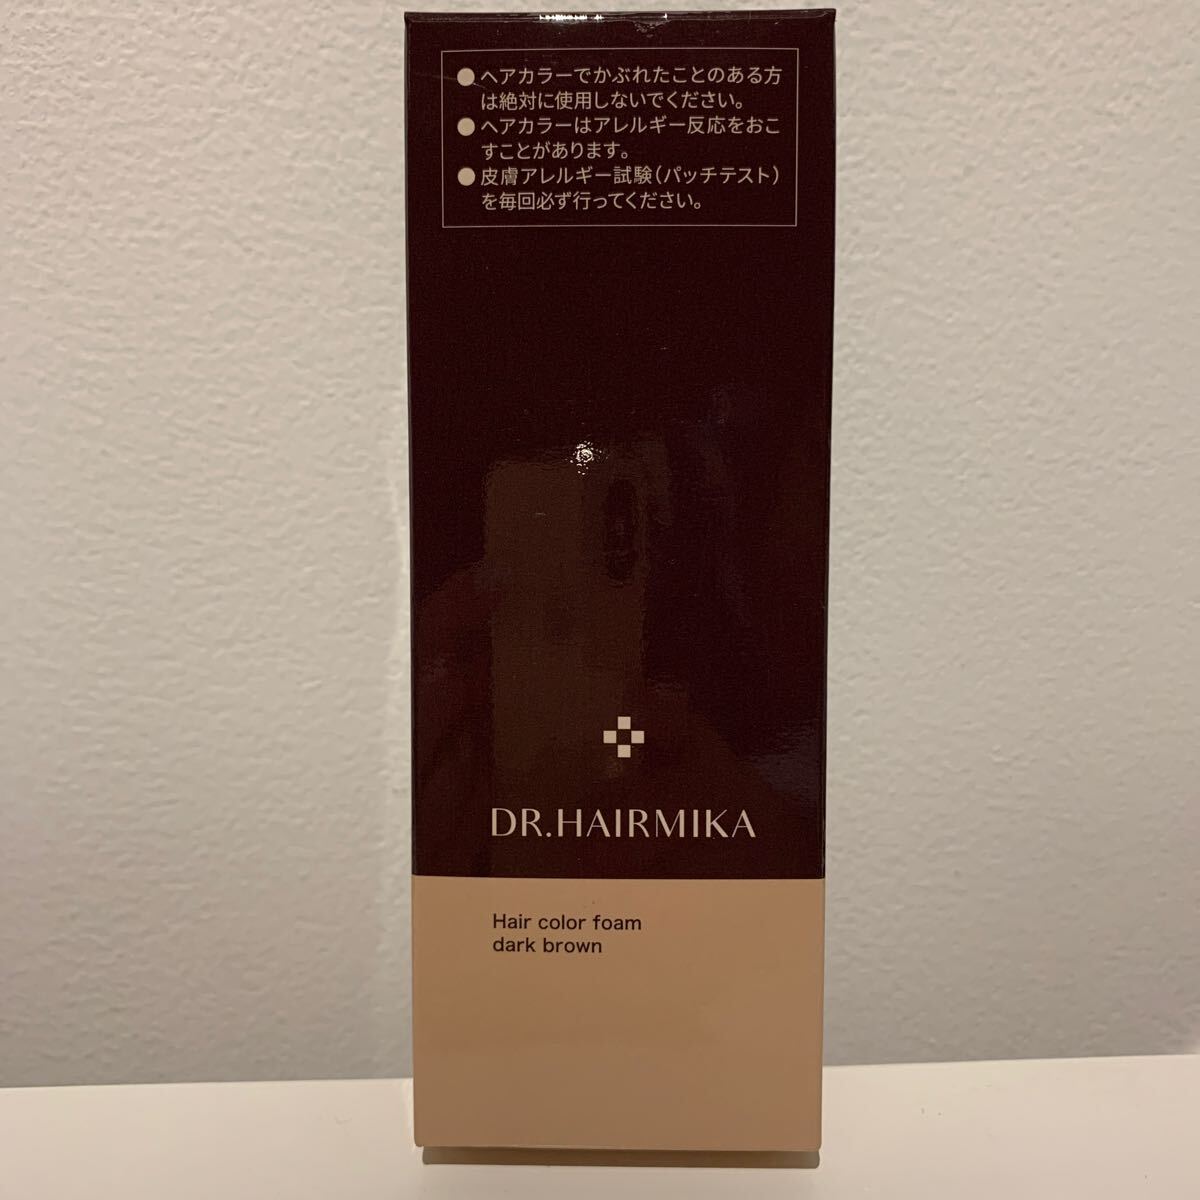 ●ヘアカラーでかぶれたことのある方
は絶対に使用しないでください。
●ヘアカラーはアレルギー反応をおこ
すことがあります。
●皮膚アレルギー試験(パッチテスト)
を毎回必ず行ってください。
DR.HAIRMIKA
Hair color foam
dark brown